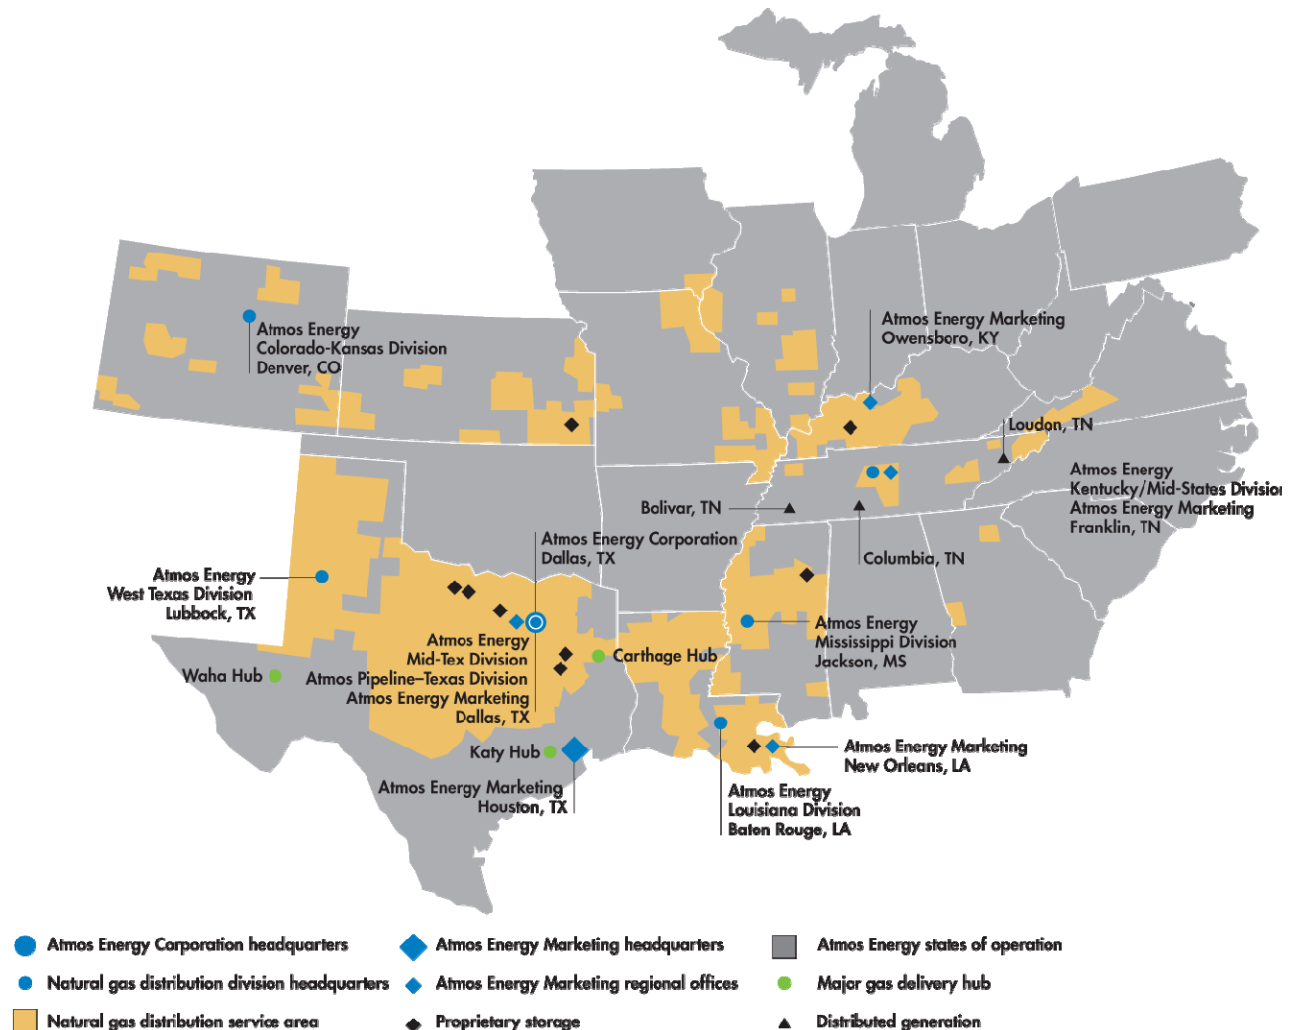 Atmos Energy Marketing
Owensboro, KY
Atmos Energy
Colorado-Kansas Division
Denver, CO
Loudon, TN
Atmos Energy
Kentucky/Mid-States Division
Atmos Energy Marketing
Franklin, TN
Bolivar, TN
Columbia, TN
Atmos Energy Corporation
Dallas, TX
Atmos Energy
West Texas Division
Lubbock, TX
Atmos Energy
Mid-Tex Division
Atmos Pipeline–Texas Division
Atmos Energy Marketing
Dallas, TX
Carthage Hub
Atmos Energy
Mississippi Division
Jackson, MS
Waha Hub
Katy Hub
Atmos Energy Marketing
Houston, TX
Atmos Energy Marketing
New Orleans, LA
Atmos Energy
Louisiana Division
Baton Rouge, LA
Atmos Energy Corporation headquarters
Atmos Energy Marketing headquarters
Atmos Energy states of operation
Natural gas distribution division headquarters
Atmos Energy Marketing regional offices
Major gas delivery hub
Natural gas distribution service area
Proprietary storage
Distributed generation